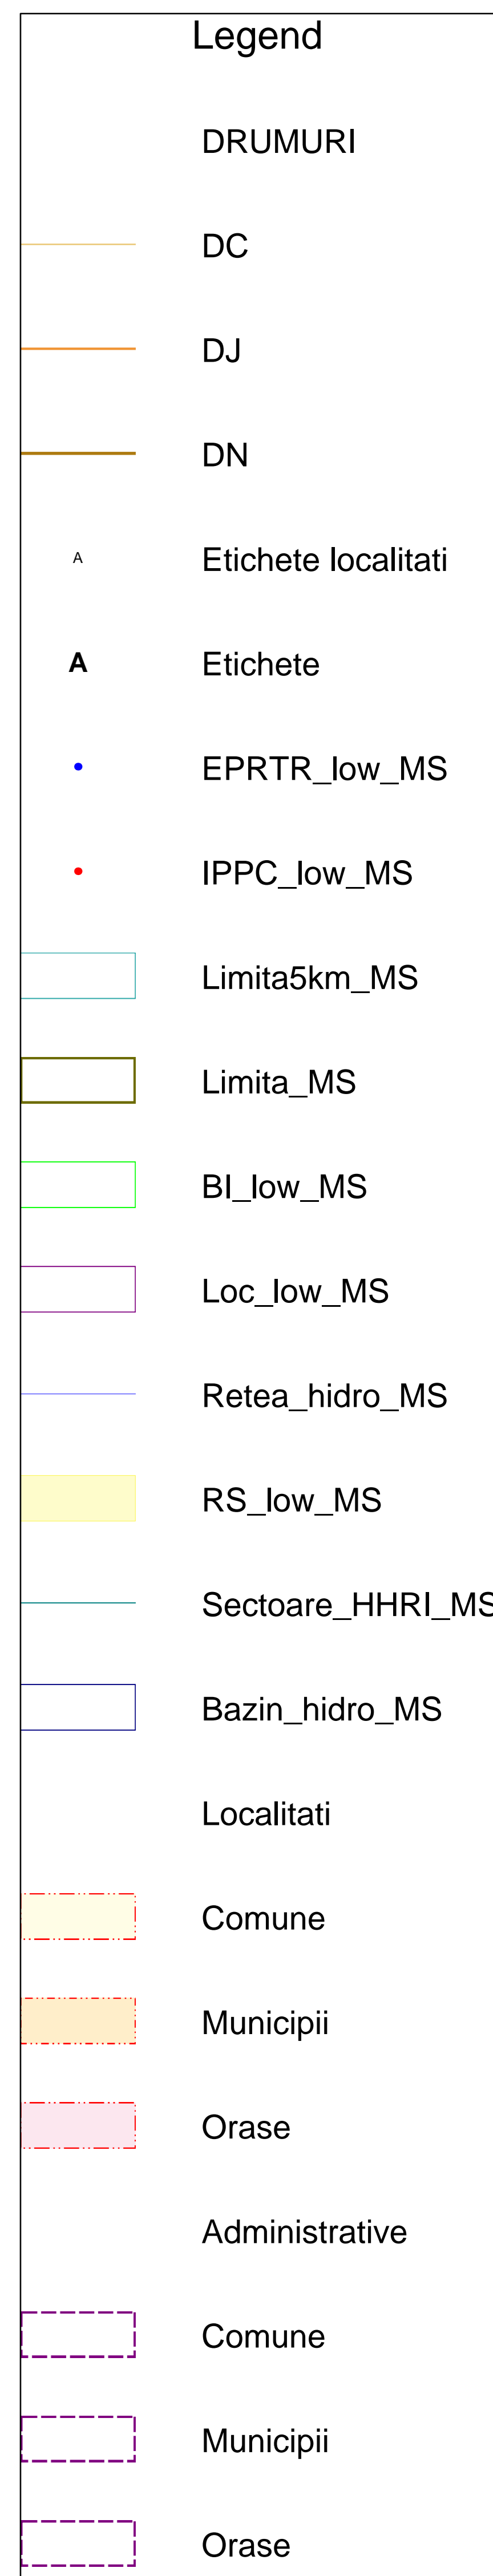 Legend
DRUMURI
DC
DJ
DN
A Etichete localitati
A Etichete
EPRTR_low_MS
IPPC_low_MS
Limita5km_MS
Limita_MS
BI_low_MS
Loc_low_MS
Retea_hidro_MS
RS_low_MS
Sectoare_HHRI_MS
Bazin_hidro_MS
Localitati
Comune
Municipii
Orase
Administrative
Comune
Municipii
Orase